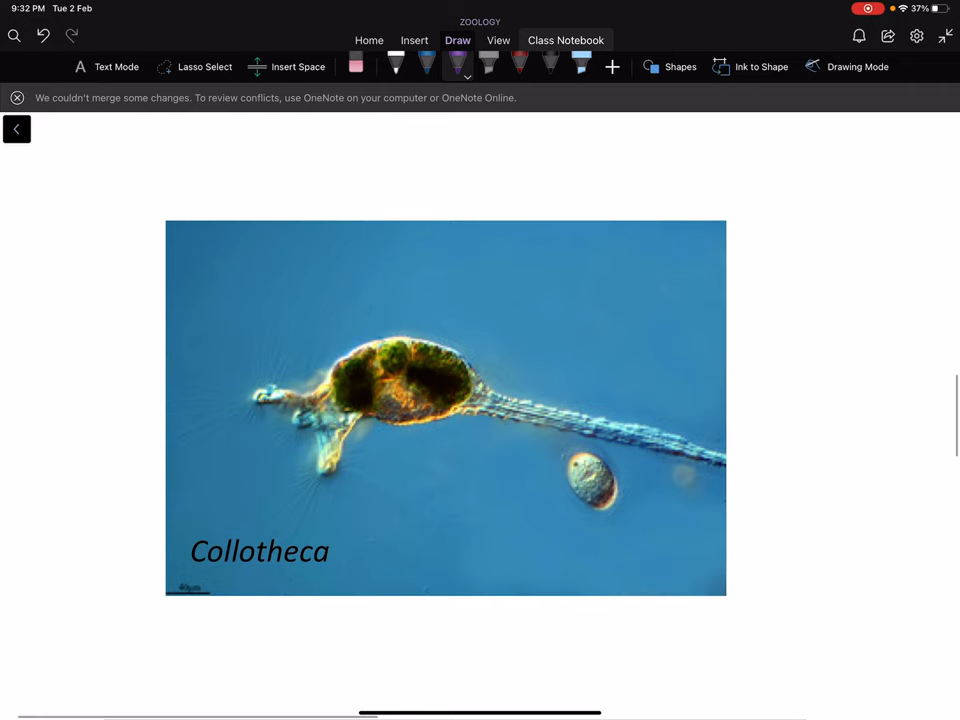 9:32 PM Tue 2 Feb
37%
ZOOLOGY
Home Insert Draw View Class Notebook
A Text Mode Lasso Select Insert Space Shapes Ink to Shape Drawing Mode
We couldn't merge some changes. To review conflicts, use OneNote on your computer or OneNote Online.
Collotheca
40µm